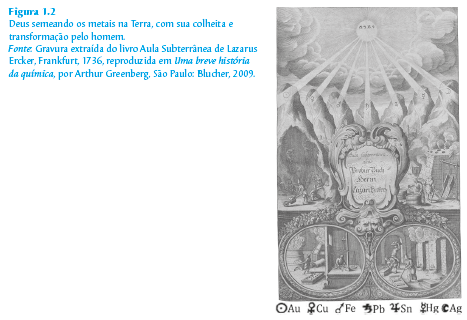 Figura 1.2
Deus semeando os metais na Terra, com sua colheita e
transformação pelo homem.
Fonte: Gravura extraída do livro Aula Subterrânea de Lazarus
Ercker, Frankfurt, 1736, reproduzida em Uma breve história
da química, por Arthur Greenberg, São Paulo: Blucher, 2009.
☉Au ♀Cu ♂Fe ♄Pb ♃Sn ☿Hg ☾Ag